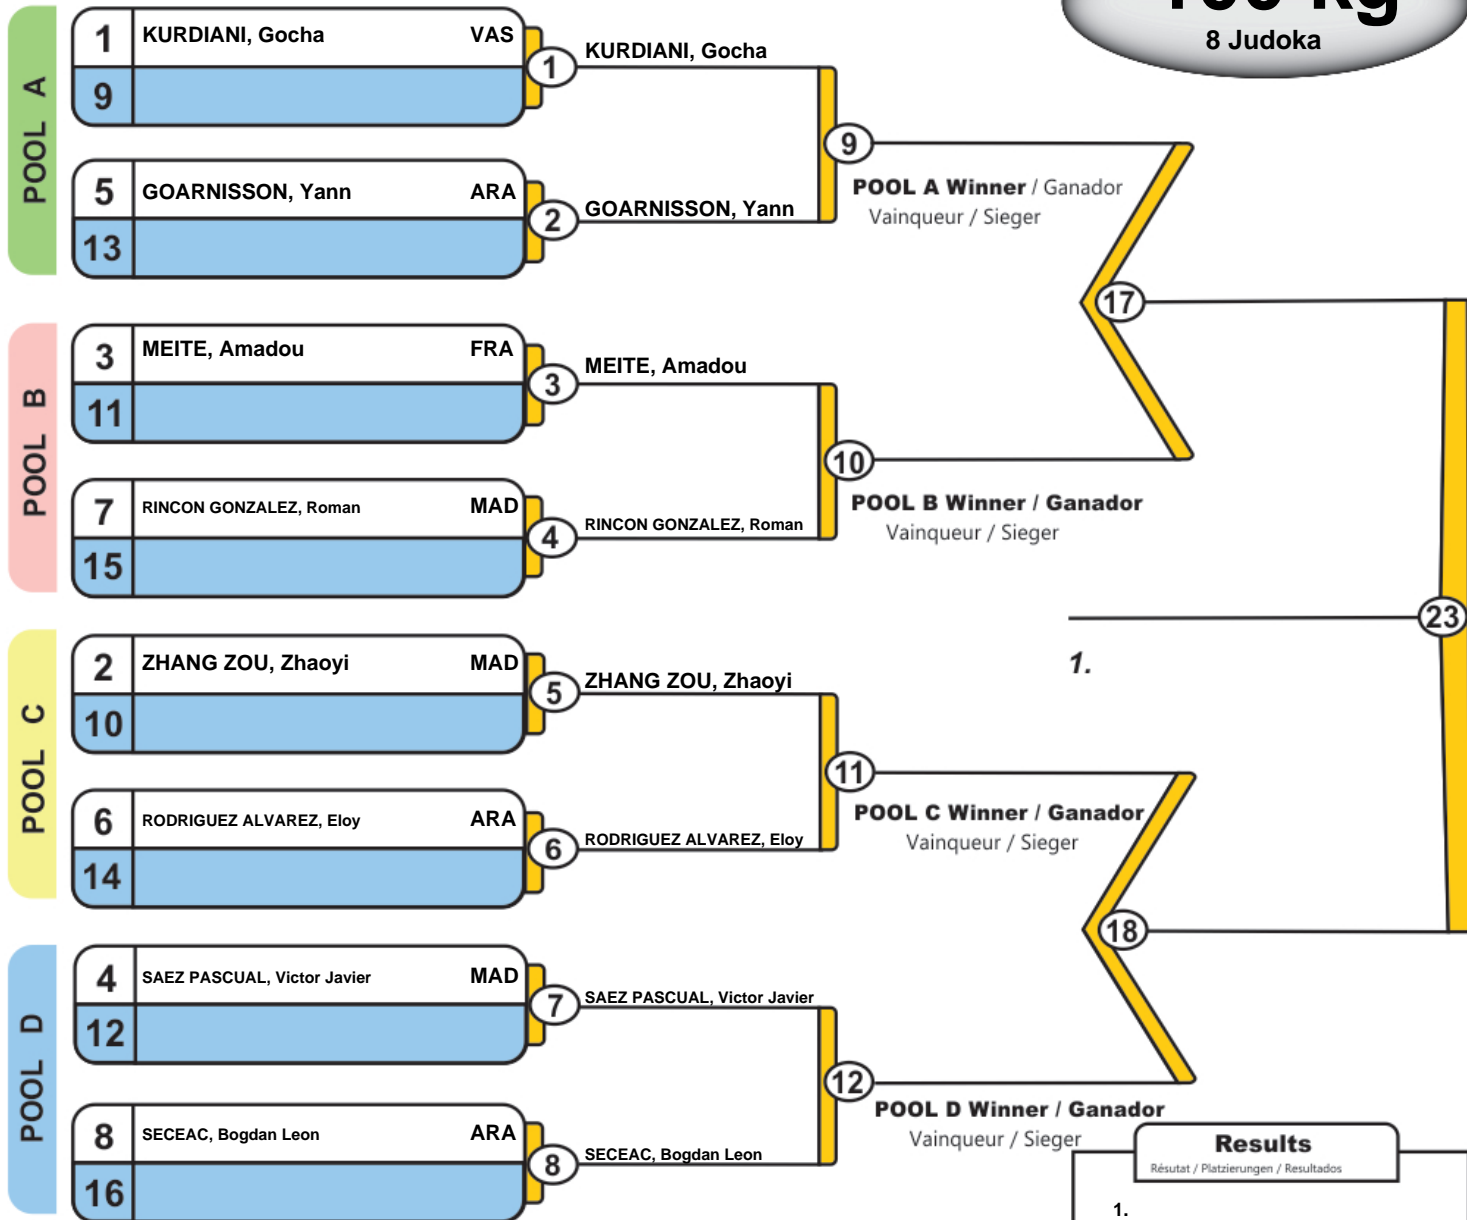 100 kg
8 Judoka
POOL A
1 KURDIANI, Gocha VAS
9
1
KURDIANI, Gocha
5 GOARNISSON, Yann ARA
13
2
GOARNISSON, Yann
9
POOL A Winner / Ganador
Vainqueur / Sieger
POOL B
3 MEITE, Amadou FRA
11
3
MEITE, Amadou
7 RINCON GONZALEZ, Roman MAD
15
4
RINCON GONZALEZ, Roman
10
POOL B Winner / Ganador
Vainqueur / Sieger
17
POOL C
2 ZHANG ZOU, Zhaoyi MAD
10
5
ZHANG ZOU, Zhaoyi
6 RODRIGUEZ ALVAREZ, Eloy ARA
14
6
RODRIGUEZ ALVAREZ, Eloy
11
POOL C Winner / Ganador
Vainqueur / Sieger
POOL D
4 SAEZ PASCUAL, Victor Javier MAD
12
7
SAEZ PASCUAL, Victor Javier
8 SECEAC, Bogdan Leon ARA
16
8
SECEAC, Bogdan Leon
12
POOL D Winner / Ganador
Vainqueur / Sieger
18
23
1.
Results
Résutat / Platzierungen / Resultados
1.